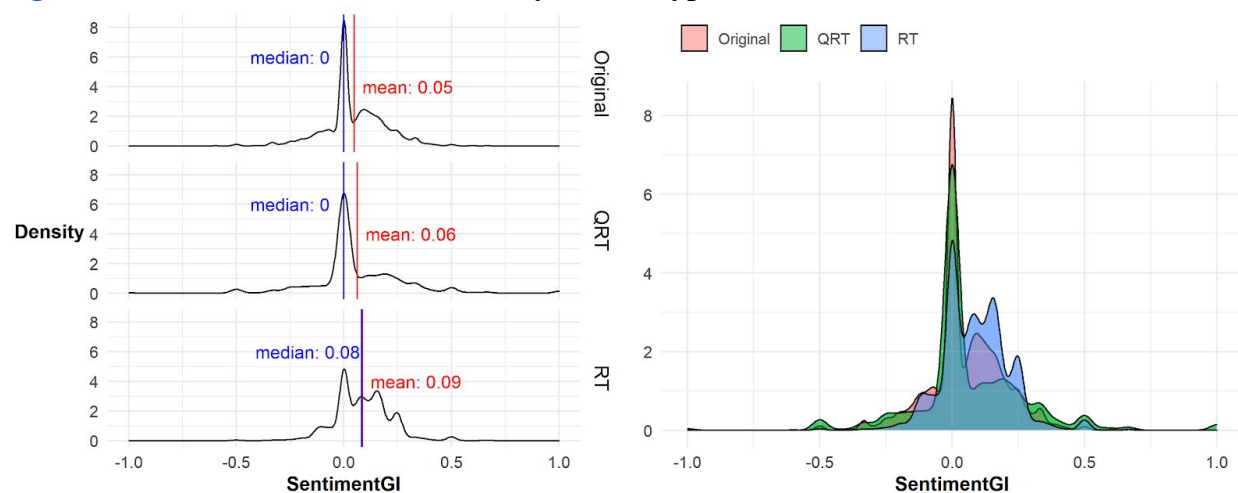 8
6
4
2
0
median: 0
mean: 0.05
Original
8
6
4
2
0
median: 0
mean: 0.06
QRT
Density
8
6
4
2
0
median: 0.08
mean: 0.09
RT
-1.0 -0.5 0.0 0.5 1.0
SentimentGI
Original QRT RT
8
6
4
2
0
-1.0 -0.5 0.0 0.5 1.0
SentimentGI